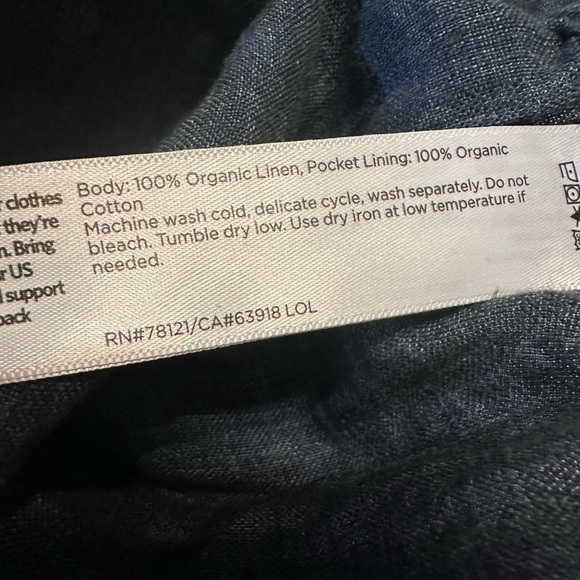 r clothes
they're
n. Bring
r US
support
back
Body: 100% Organic Linen, Pocket Lining: 100% Organic
Cotton
Machine wash cold, delicate cycle, wash separately. Do not
bleach. Tumble dry low. Use dry iron at low temperature if
needed.
RN#78121/CA#63918 LOL